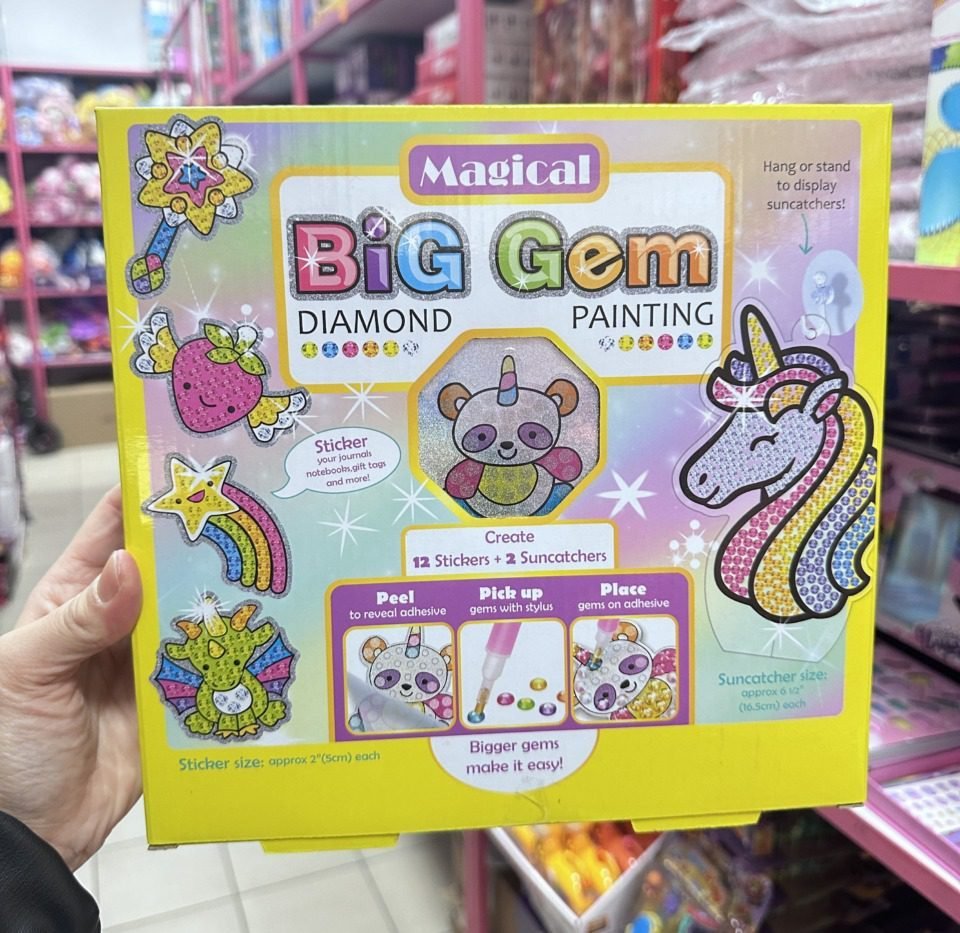 Magical
BiG Gem
DIAMOND PAINTING
Hang or stand
to display
suncatchers!
Sticker
your journals
notebooks,gift tags
and more!
Create
12 Stickers + 2 Suncatchers
Peel
to reveal adhesive
Pick up
gems with stylus
Place
gems on adhesive
Suncatcher size:
approx 6 1/2"
(16.5cm) each
Sticker size: approx 2"(5cm) each
Bigger gems
make it easy!